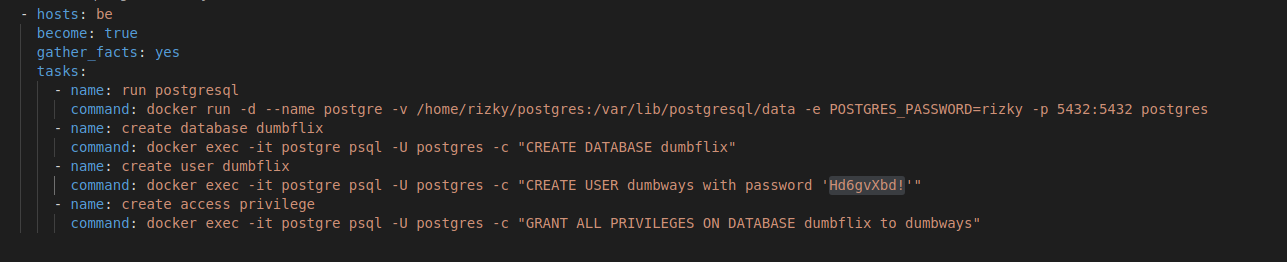 - hosts: be
become: true
gather_facts: yes
tasks:
- name: run postgresql
command: docker run -d --name postgre -v /home/rizky/postgres:/var/lib/postgresql/data -e POSTGRES_PASSWORD=rizky -p 5432:5432 postgres
- name: create database dumbflix
command: docker exec -it postgre psql -U postgres -c "CREATE DATABASE dumbflix"
- name: create user dumbflix
command: docker exec -it postgre psql -U postgres -c "CREATE USER dumbways with password 'Hd6gvXbd!'"
- name: create access privilege
command: docker exec -it postgre psql -U postgres -c "GRANT ALL PRIVILEGES ON DATABASE dumbflix to dumbways"